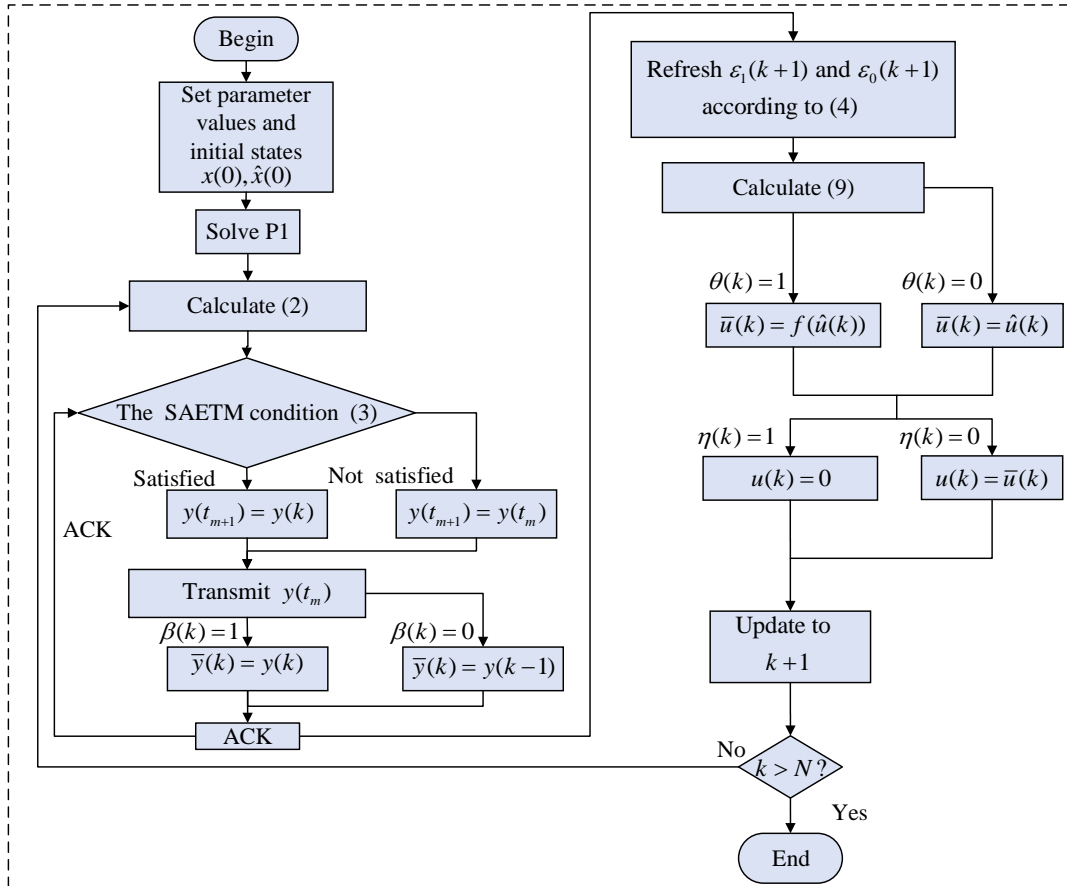 Begin
Set parameter
values and
initial states
x(0), x̂(0)
Solve P1
Calculate (2)
The SAETM condition (3)
Satisfied
Not satisfied
y(t_{m+1}) = y(k)
y(t_{m+1}) = y(t_m)
ACK
Transmit y(t_m)
β(k) = 1
β(k) = 0
ȳ(k) = y(k)
ȳ(k) = y(k−1)
ACK
Refresh ε₁(k+1) and ε₀(k+1)
according to (4)
Calculate (9)
θ(k) = 1
θ(k) = 0
ū(k) = f(û(k))
ū(k) = û(k)
η(k) = 1
η(k) = 0
u(k) = 0
u(k) = ū(k)
Update to
k+1
No
k > N?
Yes
End